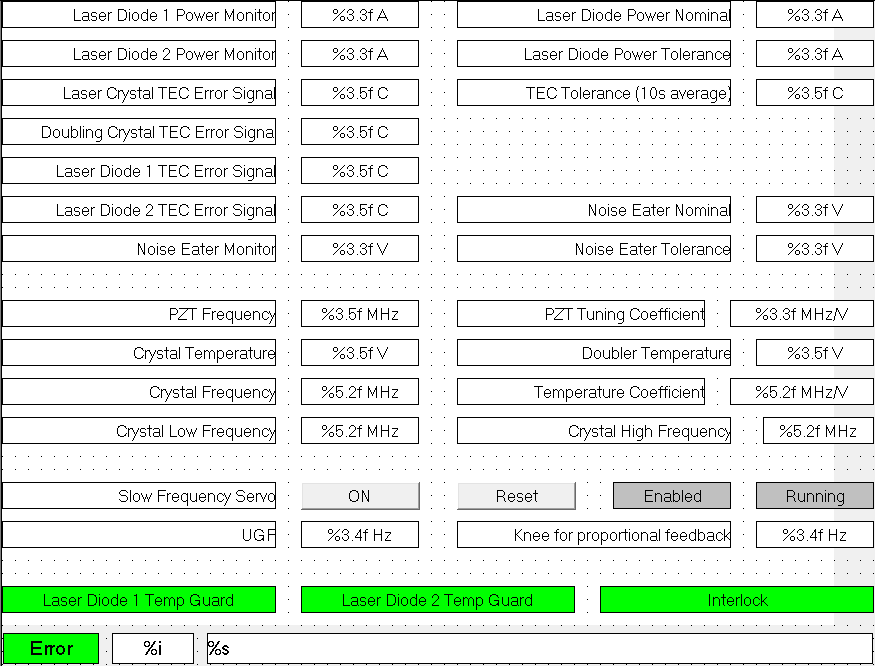 Laser Diode 1 Power Monitor %3.3f A Laser Diode Power Nominal %3.3f A
Laser Diode 2 Power Monitor %3.3f A Laser Diode Power Tolerance %3.3f A
Laser Crystal TEC Error Signal %3.5f C TEC Tolerance (10s average) %3.5f C
Doubling Crystal TEC Error Signa %3.5f C
Laser Diode 1 TEC Error Signal %3.5f C
Laser Diode 2 TEC Error Signal %3.5f C Noise Eater Nominal %3.3f V
Noise Eater Monitor %3.3f V Noise Eater Tolerance %3.3f V
PZT Frequency %3.5f MHz PZT Tuning Coefficient %3.3f MHz/V
Crystal Temperature %3.5f V Doubler Temperature %3.5f V
Crystal Frequency %5.2f MHz Temperature Coefficient %5.2f MHz/V
Crystal Low Frequency %5.2f MHz Crystal High Frequency %5.2f MHz
Slow Frequency Servo ON Reset Enabled Running
UGF %3.4f Hz Knee for proportional feedback %3.4f Hz
Laser Diode 1 Temp Guard Laser Diode 2 Temp Guard Interlock
Error %i %s